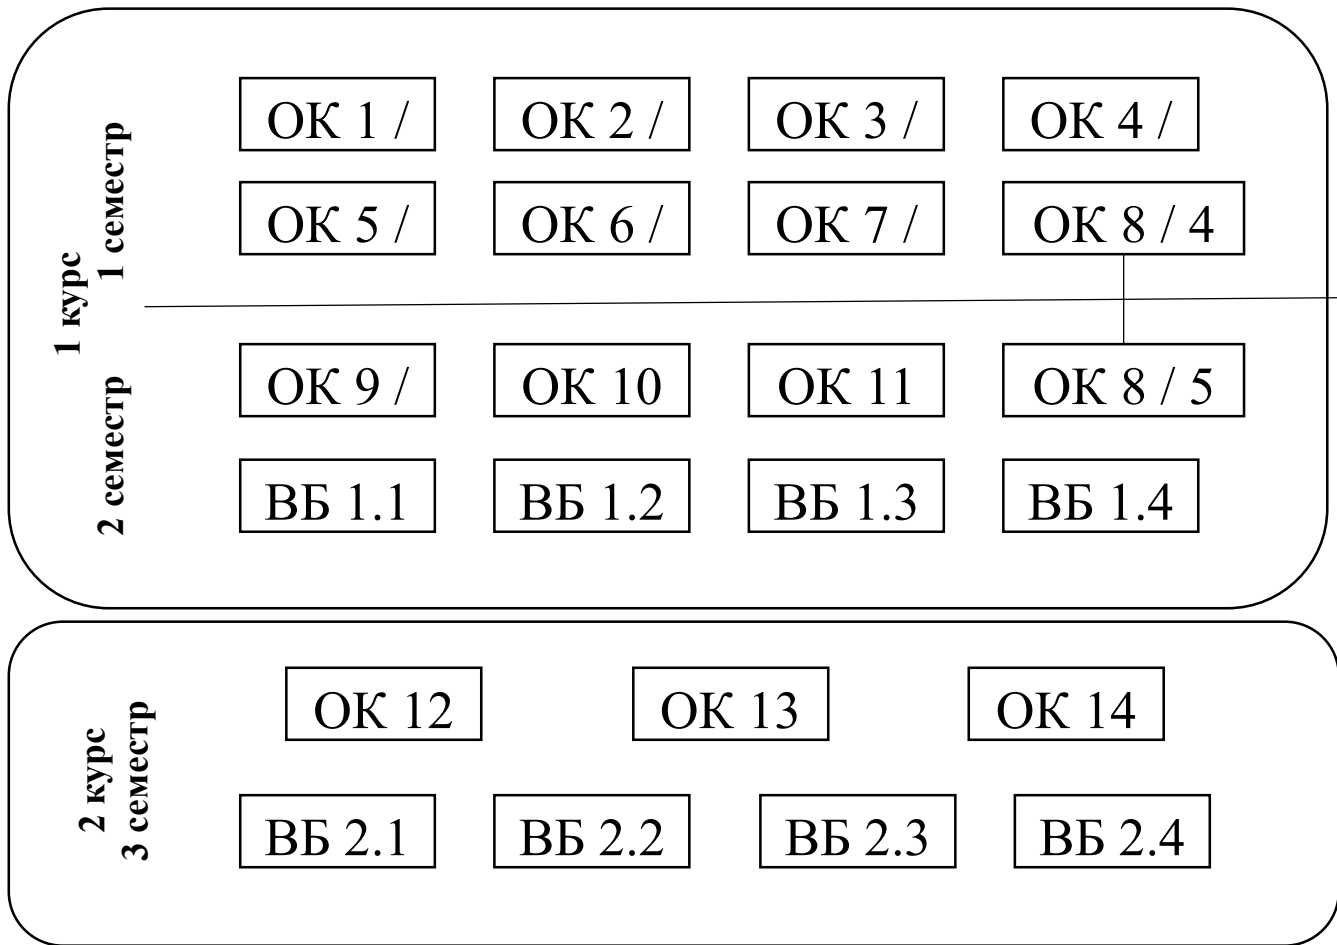 1 курс
1 семестр
ОК 1 / ОК 2 / ОК 3 / ОК 4 /
ОК 5 / ОК 6 / ОК 7 / ОК 8 / 4
2 семестр
ОК 9 / ОК 10 ОК 11 ОК 8 / 5
ВБ 1.1 ВБ 1.2 ВБ 1.3 ВБ 1.4
2 курс
3 семестр
ОК 12 ОК 13 ОК 14
ВБ 2.1 ВБ 2.2 ВБ 2.3 ВБ 2.4